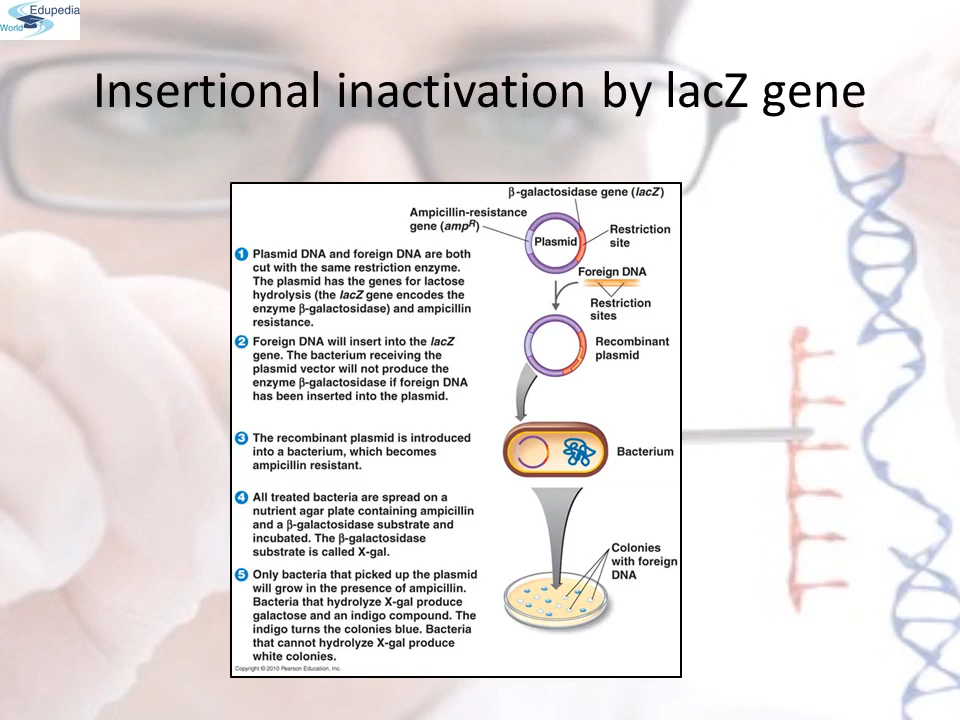 Edupedia
World
Insertional inactivation by lacZ gene
β-galactosidase gene (lacZ)
Ampicillin-resistance
gene (ampR)
Plasmid
Restriction
site
Foreign DNA
Restriction
sites
Recombinant
plasmid
Bacterium
Colonies
with foreign
DNA
1 Plasmid DNA and foreign DNA are both
cut with the same restriction enzyme.
The plasmid has the genes for lactose
hydrolysis (the lacZ gene encodes the
enzyme β-galactosidase) and ampicillin
resistance.
2 Foreign DNA will insert into the lacZ
gene. The bacterium receiving the
plasmid vector will not produce the
enzyme β-galactosidase if foreign DNA
has been inserted into the plasmid.
3 The recombinant plasmid is introduced
into a bacterium, which becomes
ampicillin resistant.
4 All treated bacteria are spread on a
nutrient agar plate containing ampicillin
and a β-galactosidase substrate and
incubated. The β-galactosidase
substrate is called X-gal.
5 Only bacteria that picked up the plasmid
will grow in the presence of ampicillin.
Bacteria that hydrolyze X-gal produce
galactose and an indigo compound. The
indigo turns the colonies blue. Bacteria
that cannot hydrolyze X-gal produce
white colonies.
Copyright © 2010 Pearson Education, Inc.